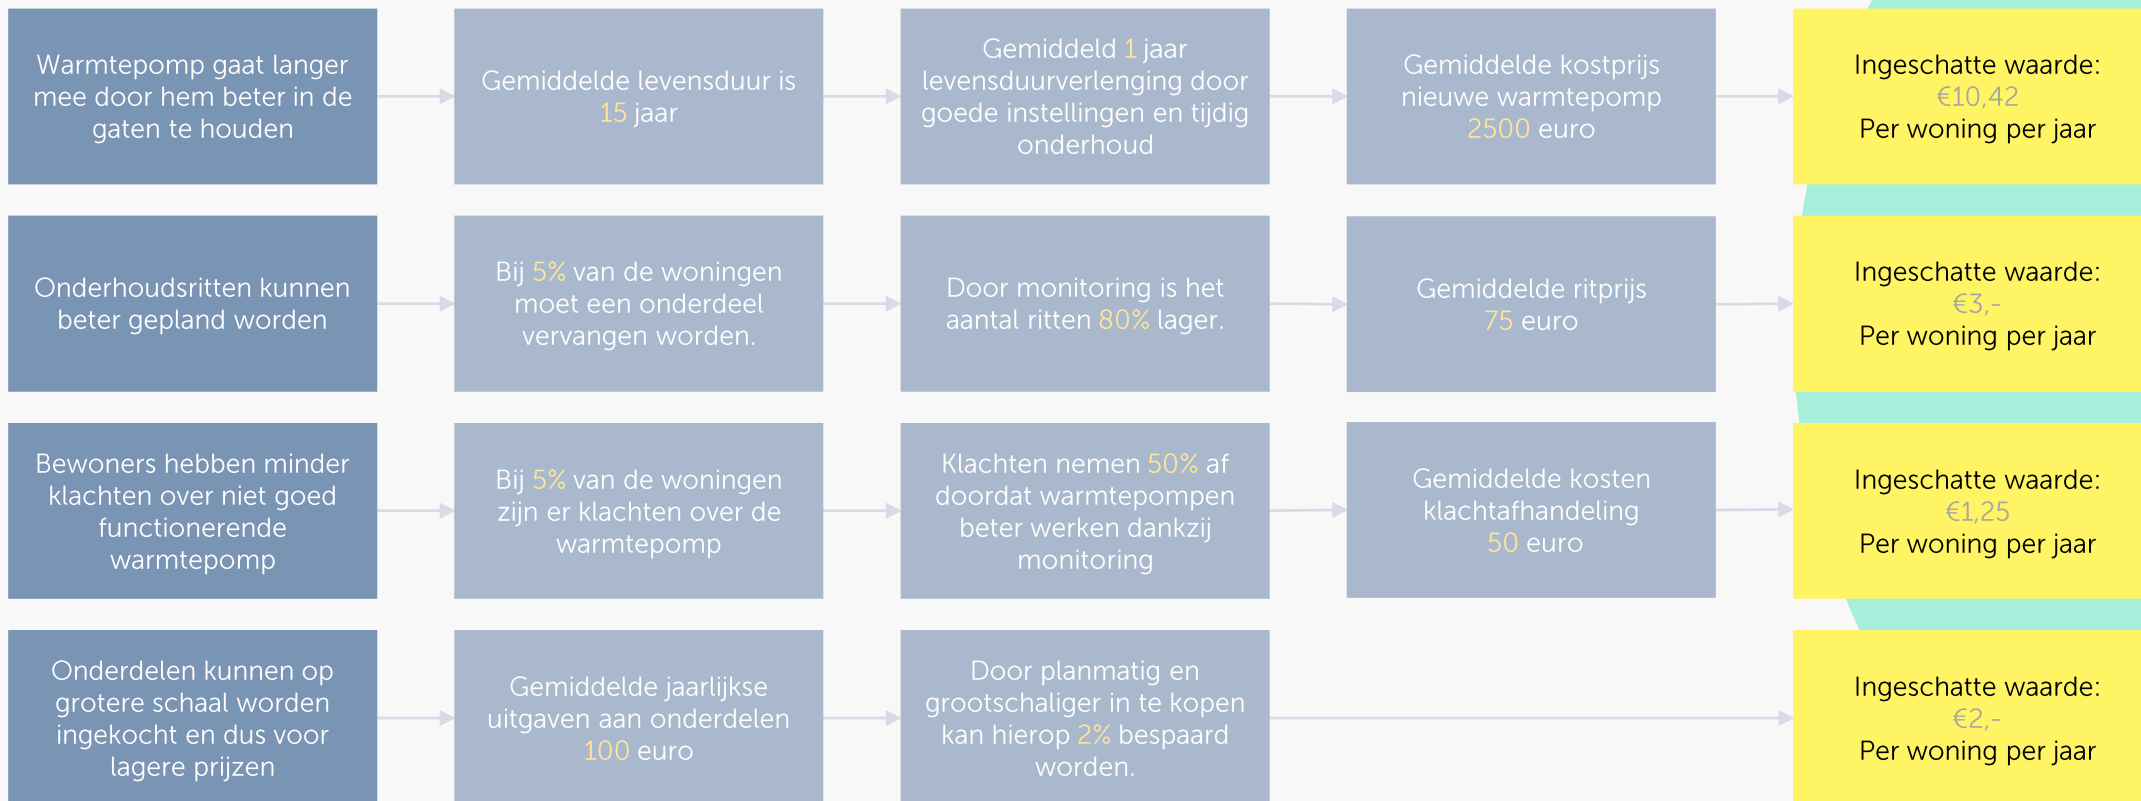 Warmtepomp gaat langer
mee door hem beter in de
gaten te houden
Gemiddelde levensduur is
15 jaar
Gemiddeld 1 jaar
levensduurverlenging door
goede instellingen en tijdig
onderhoud
Gemiddelde kostprijs
nieuwe warmtepomp
2500 euro
Ingeschatte waarde:
€10,42
Per woning per jaar
Onderhoudsritten kunnen
beter gepland worden
Bij 5% van de woningen
moet een onderdeel
vervangen worden.
Door monitoring is het
aantal ritten 80% lager.
Gemiddelde ritprijs
75 euro
Ingeschatte waarde:
€3,-
Per woning per jaar
Bewoners hebben minder
klachten over niet goed
functionerende
warmtepomp
Bij 5% van de woningen
zijn er klachten over de
warmtepomp
Klachten nemen 50% af
doordat warmtepompen
beter werken dankzij
monitoring
Gemiddelde kosten
klachtafhandeling
50 euro
Ingeschatte waarde:
€1,25
Per woning per jaar
Onderdelen kunnen op
grotere schaal worden
ingekocht en dus voor
lagere prijzen
Gemiddelde jaarlijkse
uitgaven aan onderdelen
100 euro
Door planmatig en
grootschaliger in te kopen
kan hierop 2% bespaard
worden.
Ingeschatte waarde:
€2,-
Per woning per jaar